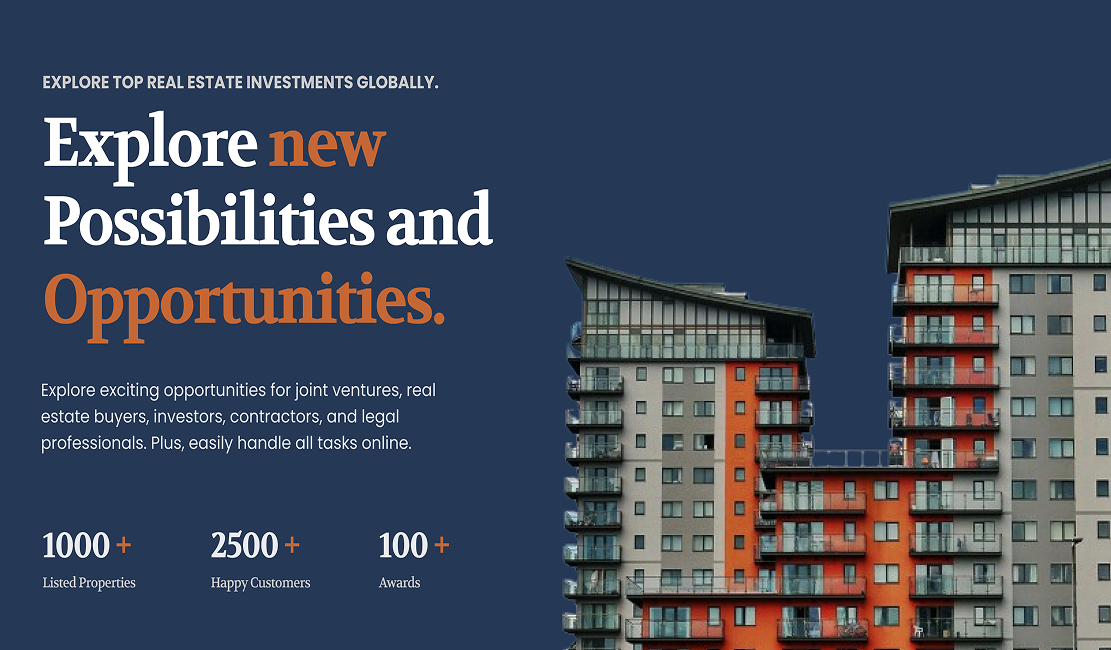 EXPLORE TOP REAL ESTATE INVESTMENTS GLOBALLY.
Explore new
Possibilities and
Opportunities.
Explore exciting opportunities for joint ventures, real
estate buyers, investors, contractors, and legal
professionals. Plus, easily handle all tasks online.
1000 + 2500 + 100 +
Listed Properties Happy Customers Awards